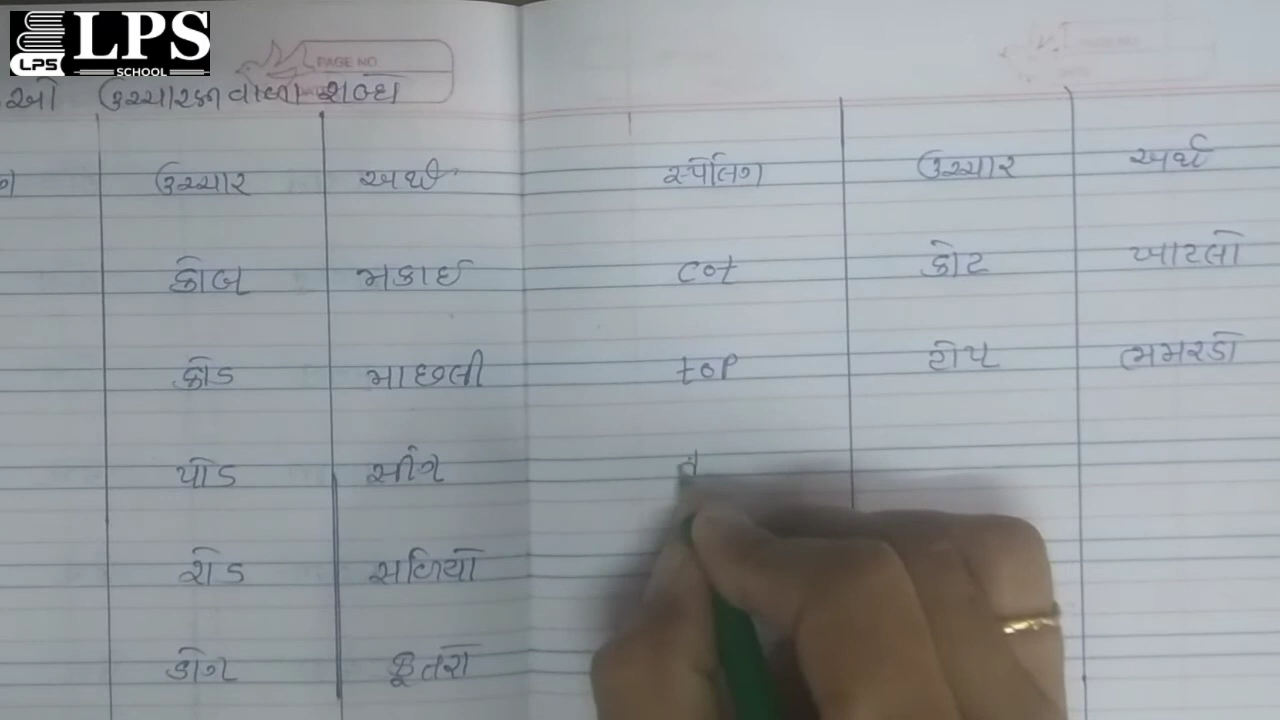 LPS
LPS
SCHOOL
PAGE NO
ઓ ઉચ્ચારણવાળા શબ્દો
ઉચ્ચાર અર્થ સ્પેલિંગ ઉચ્ચાર અર્થ
કોબ મકાઈ cot કોટ ખાટલો
કોડ માછલી top ટોપ ભમરડો
પોડ સીંગ
રોડ સળિયો
ડોગ કૂતરો